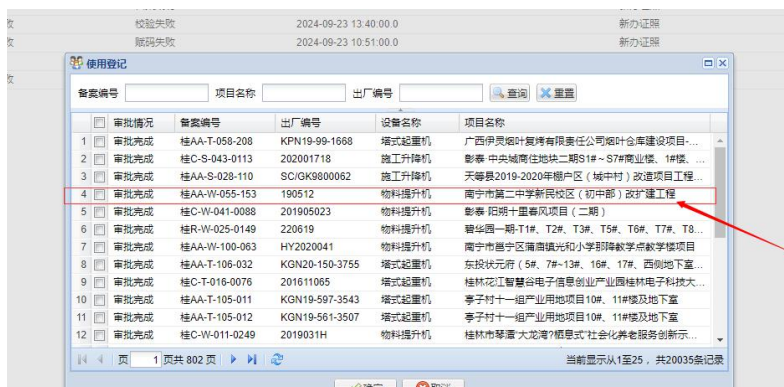 败 校验失败 2024-09-23 13:40:00.0 新办证照
败 赋码失败 2024-09-23 10:51:00.0 新办证照
使用登记
败
备案编号 项目名称 出厂编号 查询 重置
审批情况 备案编号 出厂编号 设备名称 项目名称
1 审批完成 桂AA-T-058-208 KPN19-99-1668 塔式起重机 广西伊灵烟叶复烤有限责任公司烟叶仓库建设项目-...
2 审批完成 桂C-S-043-0113 202001718 施工升降机 彰泰·中央城商住地块二期S1#～S7#商业楼、1#楼、...
3 审批完成 桂AA-S-028-110 SC/GK9800062 施工升降机 天等县2019-2020年棚户区（城中村）改造项目工程...
4 审批完成 桂AA-W-055-153 190512 物料提升机 南宁市第二中学新民校区（初中部）改扩建工程
5 审批完成 桂C-W-041-0088 201905023 物料提升机 彰泰·阳朔十里春风项目（二期）
6 审批完成 桂R-W-025-0149 220619 物料提升机 碧华园一期-T1#、T2#、T3#、T5#、T6#、T7#、T8...
7 审批完成 桂AA-W-100-063 HY2020041 物料提升机 南宁市邕宁区蒲庙镇光和小学那降教学点教学楼项目
8 审批完成 桂AA-T-106-032 KGN20-150-3755 塔式起重机 东投状元府（5#、7#~13#、16#、17#、西侧地下室...
9 审批完成 桂C-T-016-0076 201611065 塔式起重机 桂林花江智慧谷电子信息创业产业园桂林电子科技大...
10 审批完成 桂AA-T-105-011 KGN19-597-3543 塔式起重机 亭子村十一组产业用地项目10#、11#楼及地下室
11 审批完成 桂AA-T-105-012 KGN19-561-3507 塔式起重机 亭子村十一组产业用地项目10#、11#楼及地下室
12 审批完成 桂C-W-011-0249 2019031H 物料提升机 桂林市琴潭"大龙湾?栖息式"社会化养老服务创新示...
页 1 页共 802 页 当前显示从1至25，共20035条记录